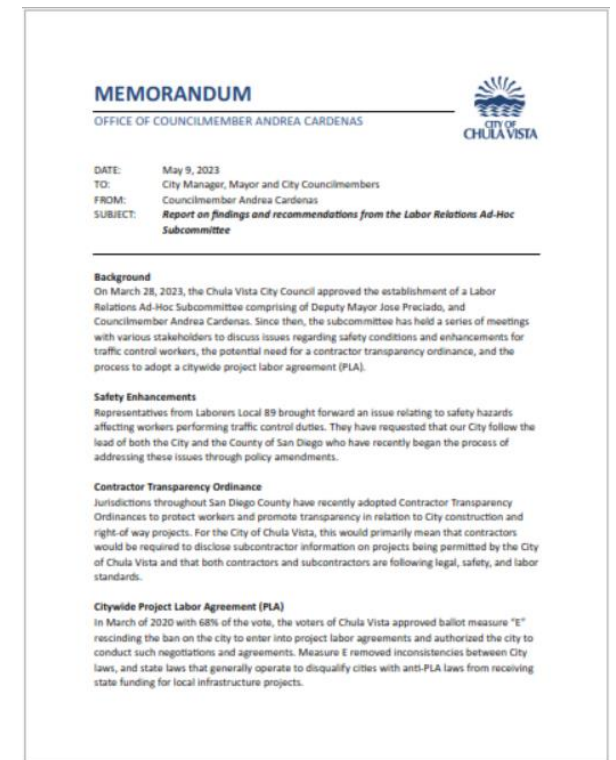 MEMORANDUM
OFFICE OF COUNCILMEMBER ANDREA CARDENAS
CITY OF
CHULA VISTA
DATE: May 9, 2023
TO: City Manager, Mayor and City Councilmembers
FROM: Councilmember Andrea Cardenas
SUBJECT: Report on findings and recommendations from the Labor Relations Ad-Hoc
Subcommittee
Background
On March 28, 2023, the Chula Vista City Council approved the establishment of a Labor
Relations Ad-Hoc Subcommittee comprising of Deputy Mayor Jose Preciado, and
Councilmember Andrea Cardenas. Since then, the subcommittee has held a series of meetings
with various stakeholders to discuss issues regarding safety conditions and enhancements for
traffic control workers, the potential need for a contractor transparency ordinance, and the
process to adopt a citywide project labor agreement (PLA).
Safety Enhancements
Representatives from Laborers Local 89 brought forward an issue relating to safety hazards
affecting workers performing traffic control duties. They have requested that our City follow the
lead of both the City and the County of San Diego who have recently began the process of
addressing these issues through policy amendments.
Contractor Transparency Ordinance
Jurisdictions throughout San Diego County have recently adopted Contractor Transparency
Ordinances to protect workers and promote transparency in relation to City construction and
right-of way projects. For the City of Chula Vista, this would primarily mean that contractors
would be required to disclose subcontractor information on projects being permitted by the City
of Chula Vista and that both contractors and subcontractors are following legal, safety, and labor
standards.
Citywide Project Labor Agreement (PLA)
In March of 2020 with 68% of the vote, the voters of Chula Vista approved ballot measure "E"
rescinding the ban on the city to enter into project labor agreements and authorized the city to
conduct such negotiations and agreements. Measure E removed inconsistencies between City
laws, and state laws that generally operate to disqualify cities with anti-PLA laws from receiving
state funding for local infrastructure projects.